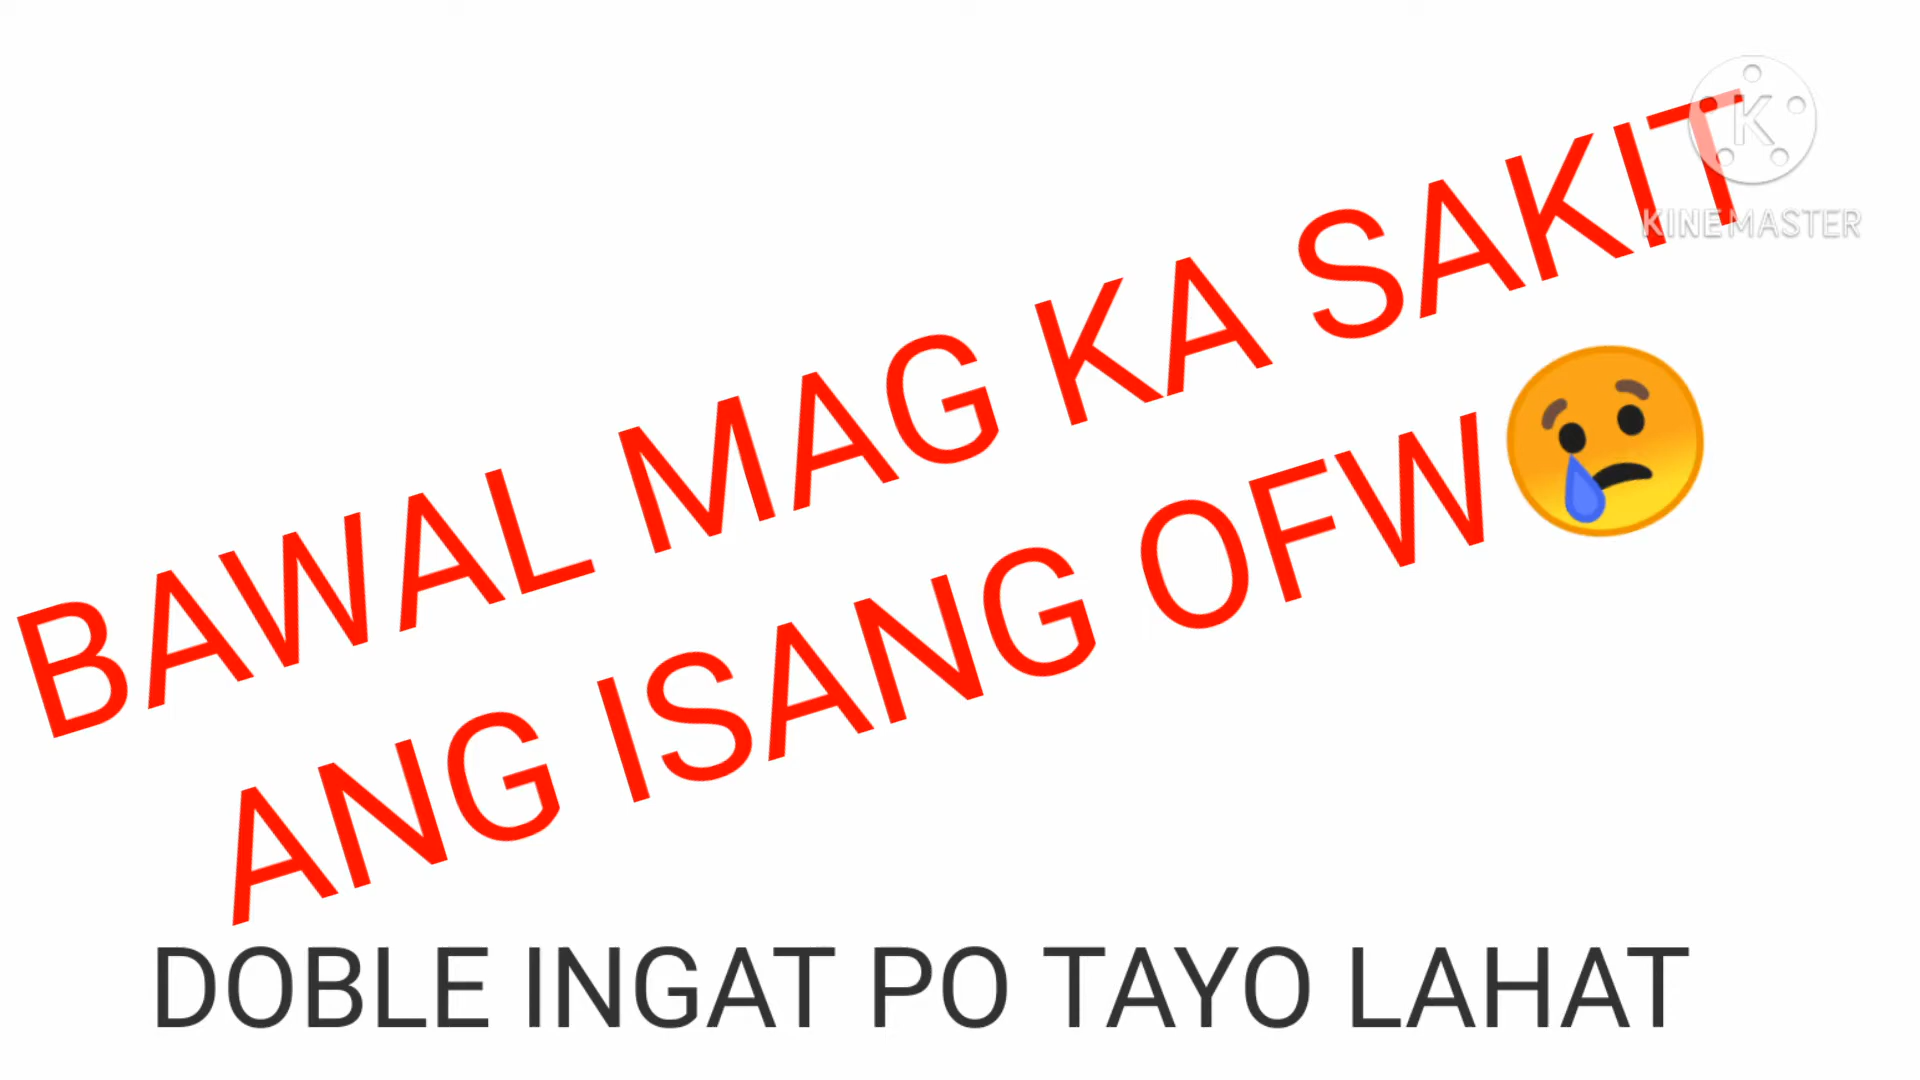 KINEMASTER
BAWAL MAG KA SAKIT
ANG ISANG OFW😢
DOBLE INGAT PO TAYO LAHAT